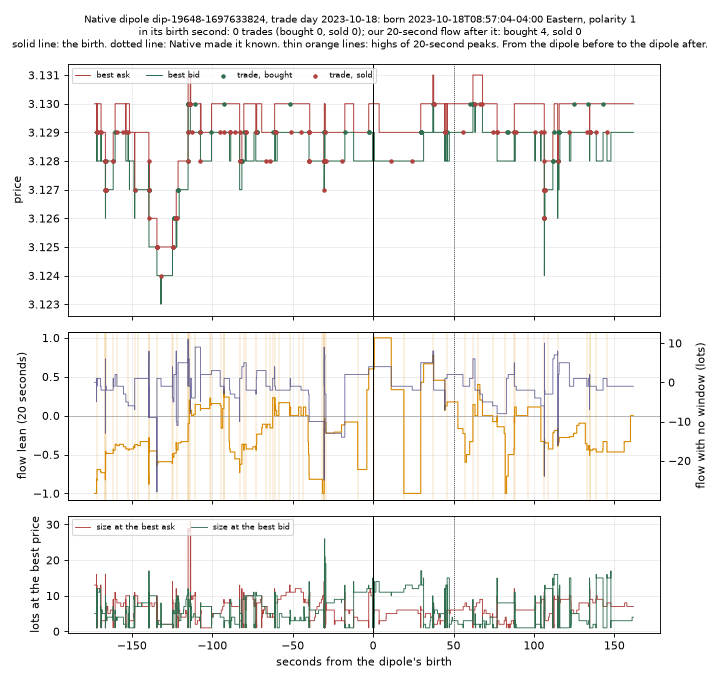 Native dipole dip-19648-1697633824, trade day 2023-10-18: born 2023-10-18T08:57:04-04:00 Eastern, polarity 1
in its birth second: 0 trades (bought 0, sold 0); our 20-second flow after it: bought 4, sold 0
solid line: the birth. dotted line: Native made it known. thin orange lines: highs of 20-second peaks. From the dipole before to the dipole after.
best ask best bid trade, bought trade, sold
3.131
3.130
3.129
3.128
3.127
3.126
3.125
3.124
3.123
price
1.0
0.5
0.0
−0.5
−1.0
flow lean (20 seconds)
10
0
−10
−20
flow with no window (lots)
size at the best ask size at the best bid
30
20
10
0
lots at the best price
−150 −100 −50 0 50 100 150
seconds from the dipole's birth